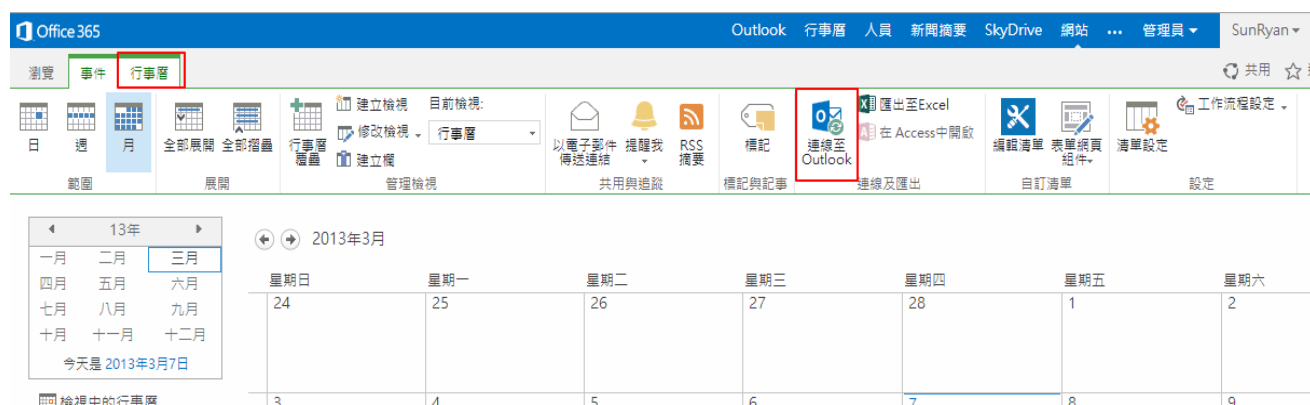 Office 365
Outlook 行事曆 人員 新聞摘要 SkyDrive 網站 ••• 管理員 SunRyan
瀏覽 事件 行事曆
共用
日 週 月
範圍
全部展開 全部摺疊
展開
行事曆
覆疊
建立檢視
修改檢視
建立欄
目前檢視:
行事曆
管理檢視
以電子郵件
傳送連結
提醒我
RSS
摘要
共用與追蹤
標記
標記與記事
連線至
Outlook
匯出至Excel
在 Access中開啟
連線及匯出
編輯清單
表單網頁
組件
自訂清單
清單設定
工作流程設定
設定
13年
一月 二月 三月
四月 五月 六月
七月 八月 九月
十月 十一月 十二月
今天是 2013年3月7日
檢視中的行事曆
2013年3月
星期日 星期一 星期二 星期三 星期四 星期五 星期六
24 25 26 27 28 1 2
3 4 5 6 7 8 9